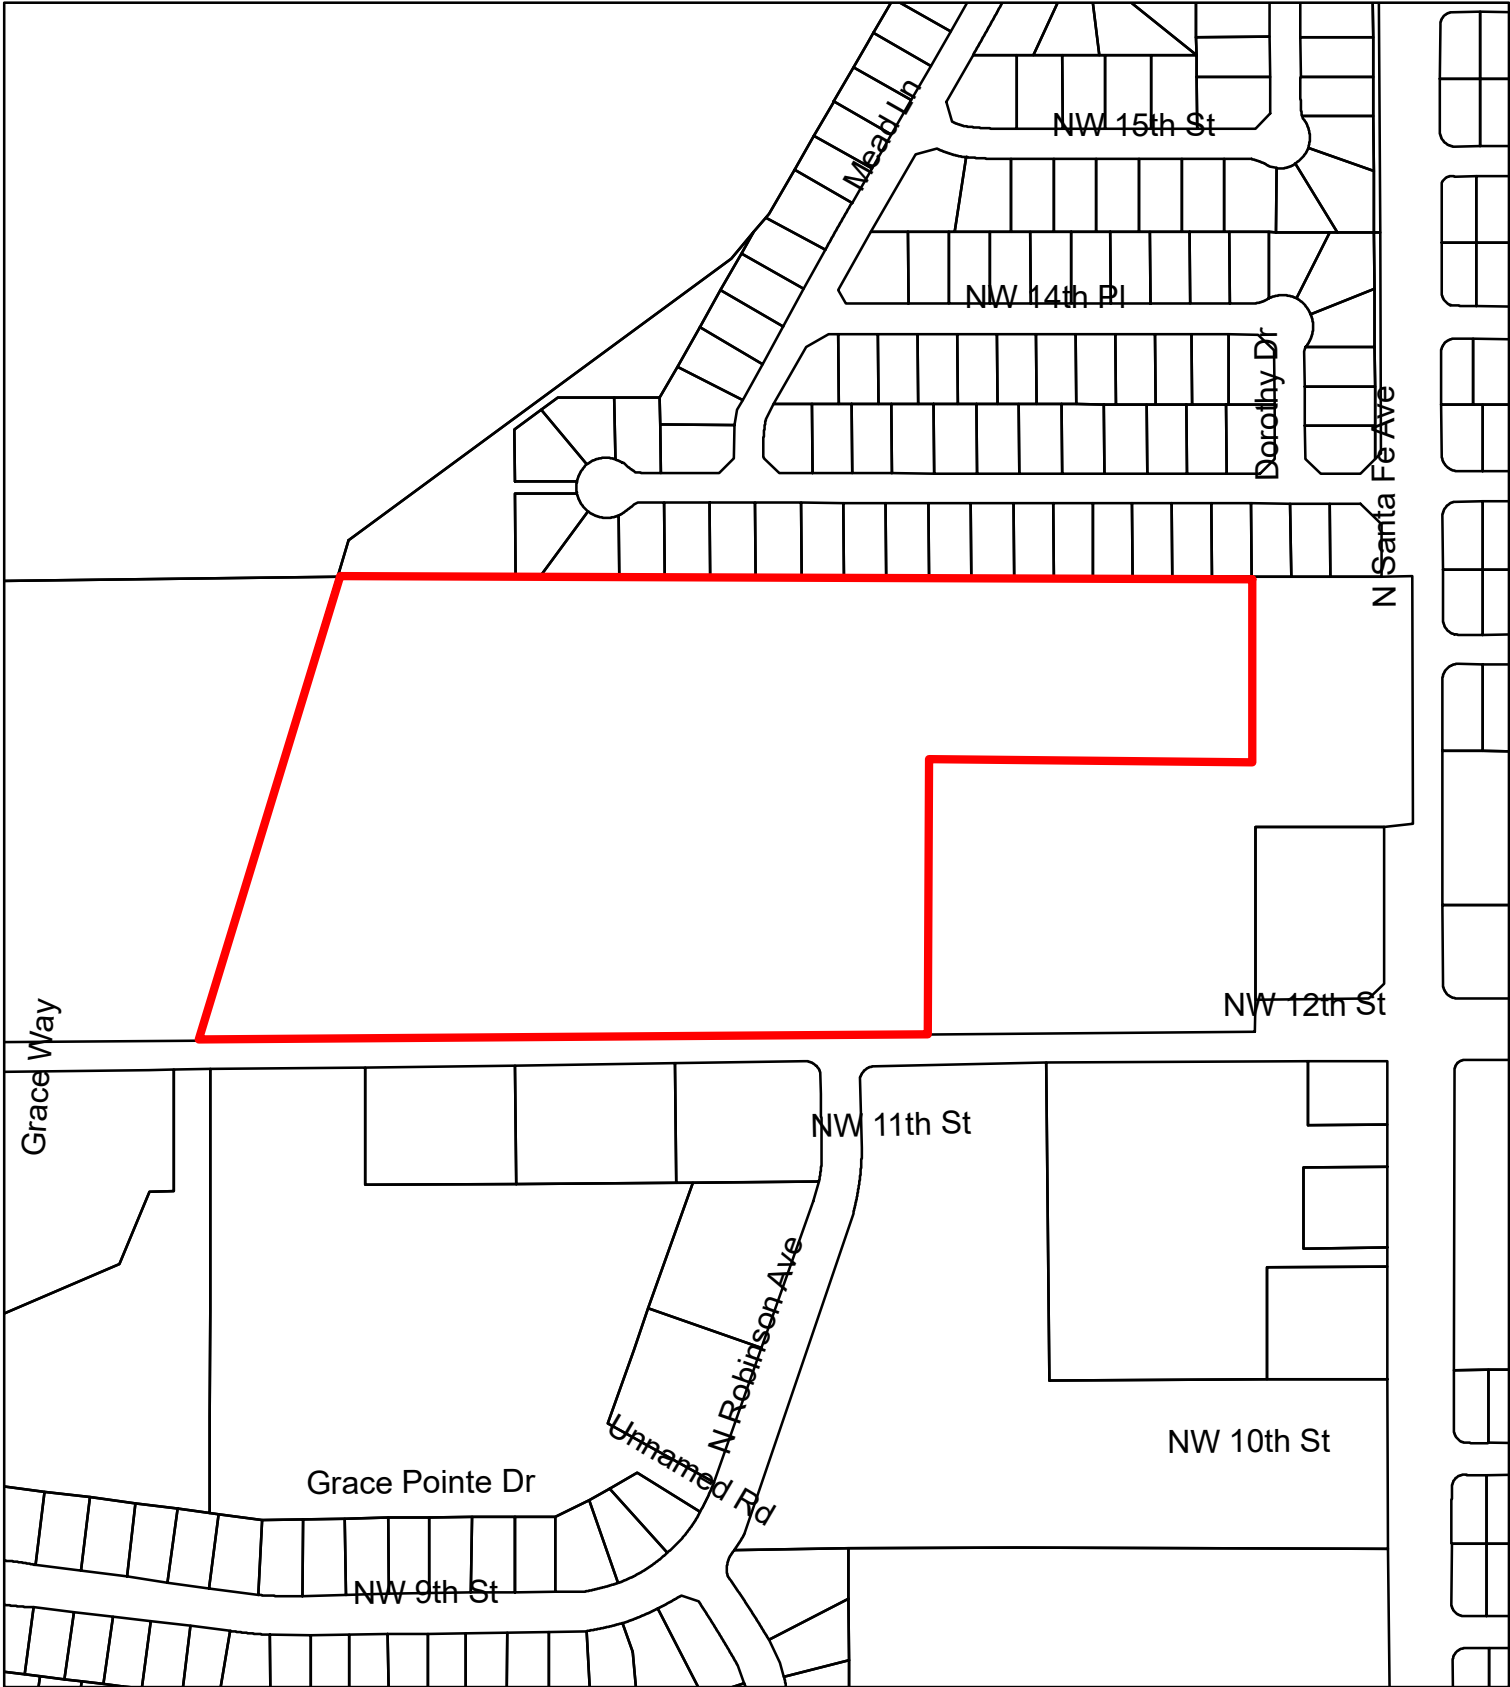 Mead Ln
NW 15th St
NW 14th Pl
Dorothy Dr
N Santa Fe Ave
Grace Way
NW 12th St
NW 11th St
N Robinson Ave
Unnamed Rd
NW 10th St
Grace Pointe Dr
NW 9th St